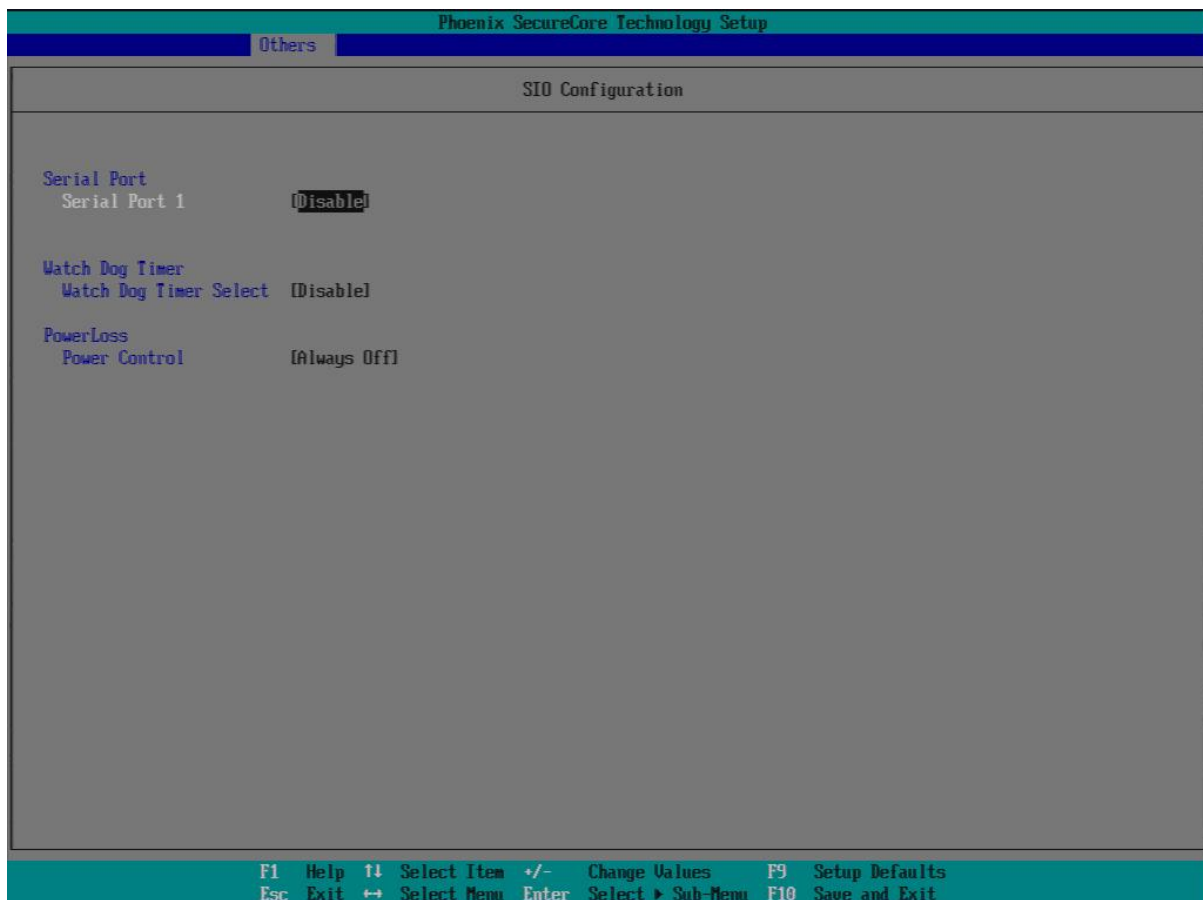 Phoenix SecureCore Technology Setup
Others
SIO Configuration
Serial Port
Serial Port 1 [Disable]
Watch Dog Timer
Watch Dog Timer Select [Disable]
PowerLoss
Power Control [Always Off]
F1 Help ↑↓ Select Item +/- Change Values F9 Setup Defaults
Esc Exit ↔ Select Menu Enter Select ▶ Sub-Menu F10 Save and Exit